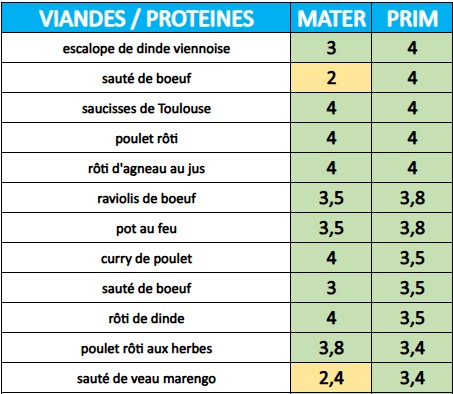 VIANDES / PROTEINES MATER PRIM
escalope de dinde viennoise 3 4
sauté de boeuf 2 4
saucisses de Toulouse 4 4
poulet rôti 4 4
rôti d'agneau au jus 4 4
raviolis de boeuf 3,5 3,8
pot au feu 3,5 3,8
curry de poulet 4 3,5
sauté de boeuf 3 3,5
rôti de dinde 4 3,5
poulet rôti aux herbes 3,8 3,4
sauté de veau marengo 2,4 3,4